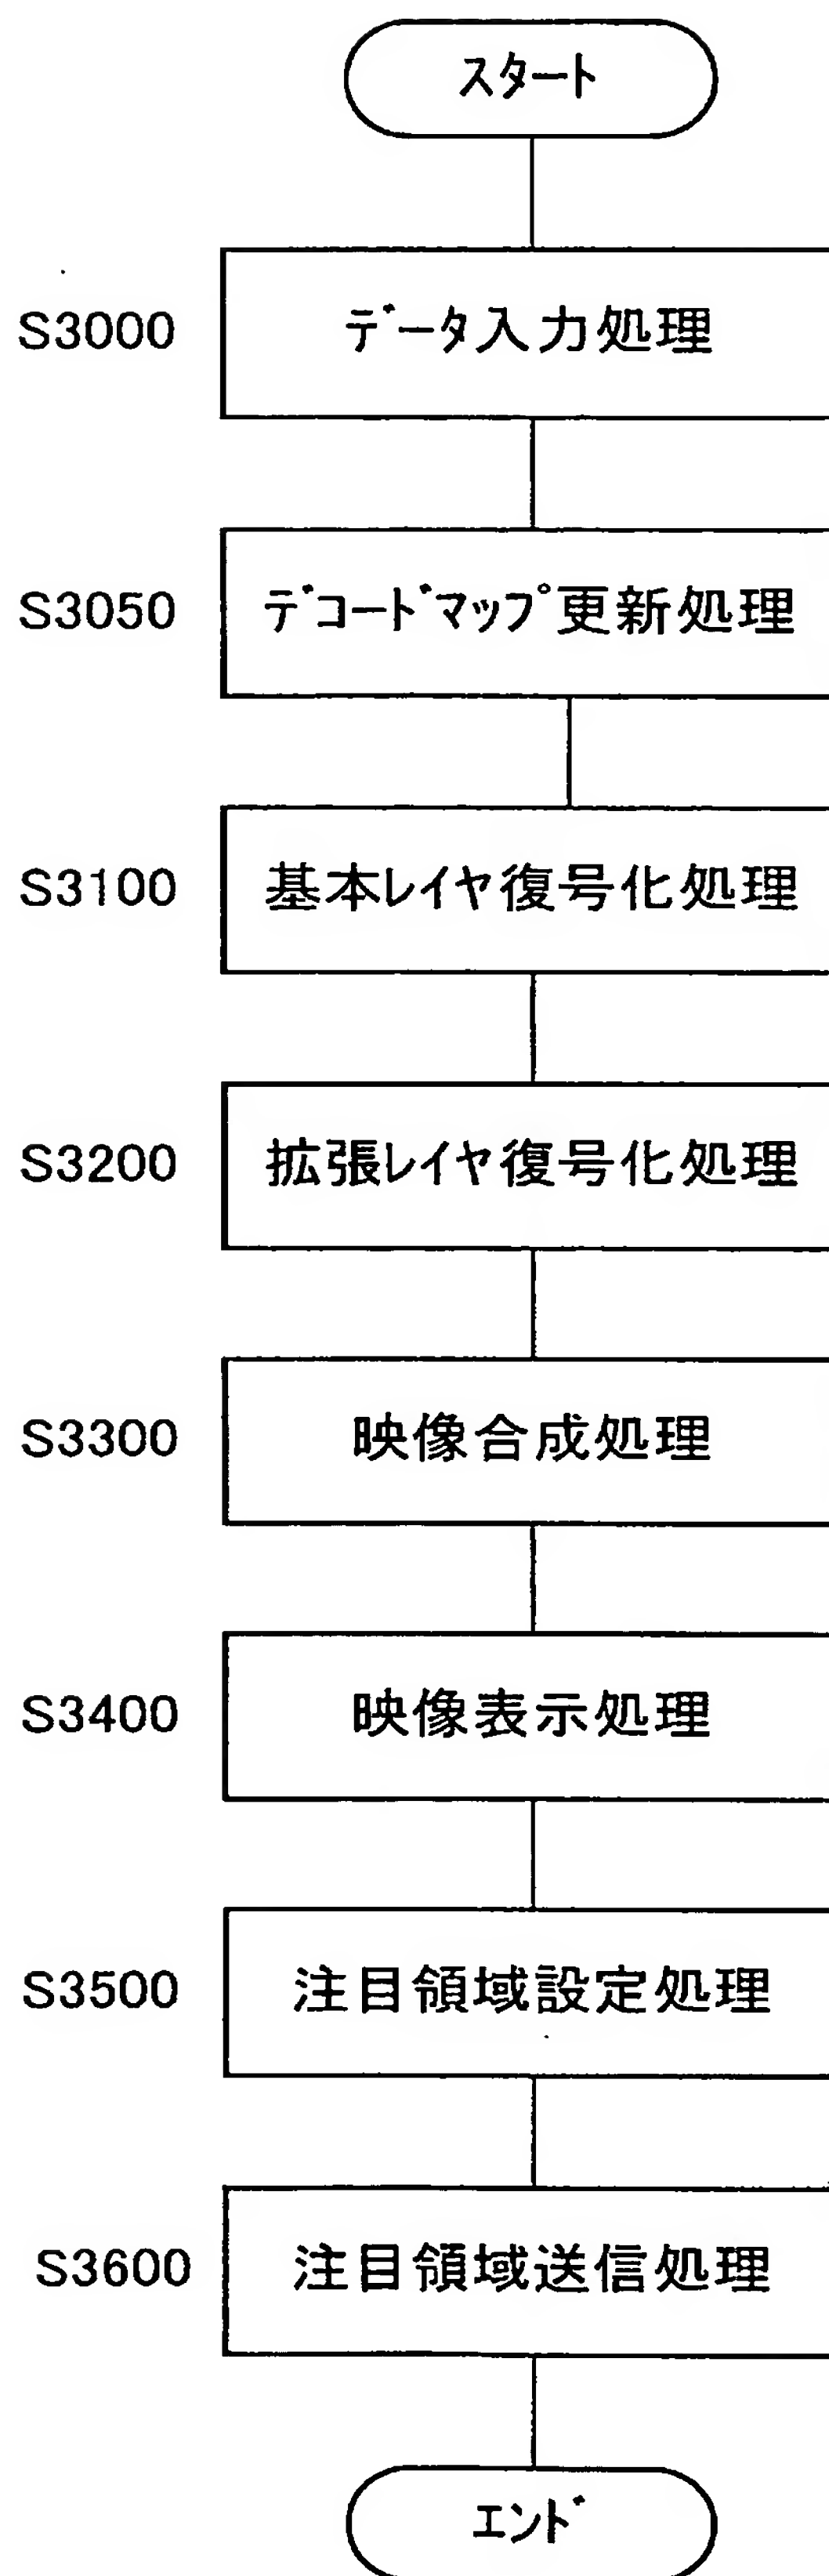 スタート
S3000 データ入力処理
S3050 デコードマップ更新処理
S3100 基本レイヤ復号化処理
S3200 拡張レイヤ復号化処理
S3300 映像合成処理
S3400 映像表示処理
S3500 注目領域設定処理
S3600 注目領域送信処理
エンド